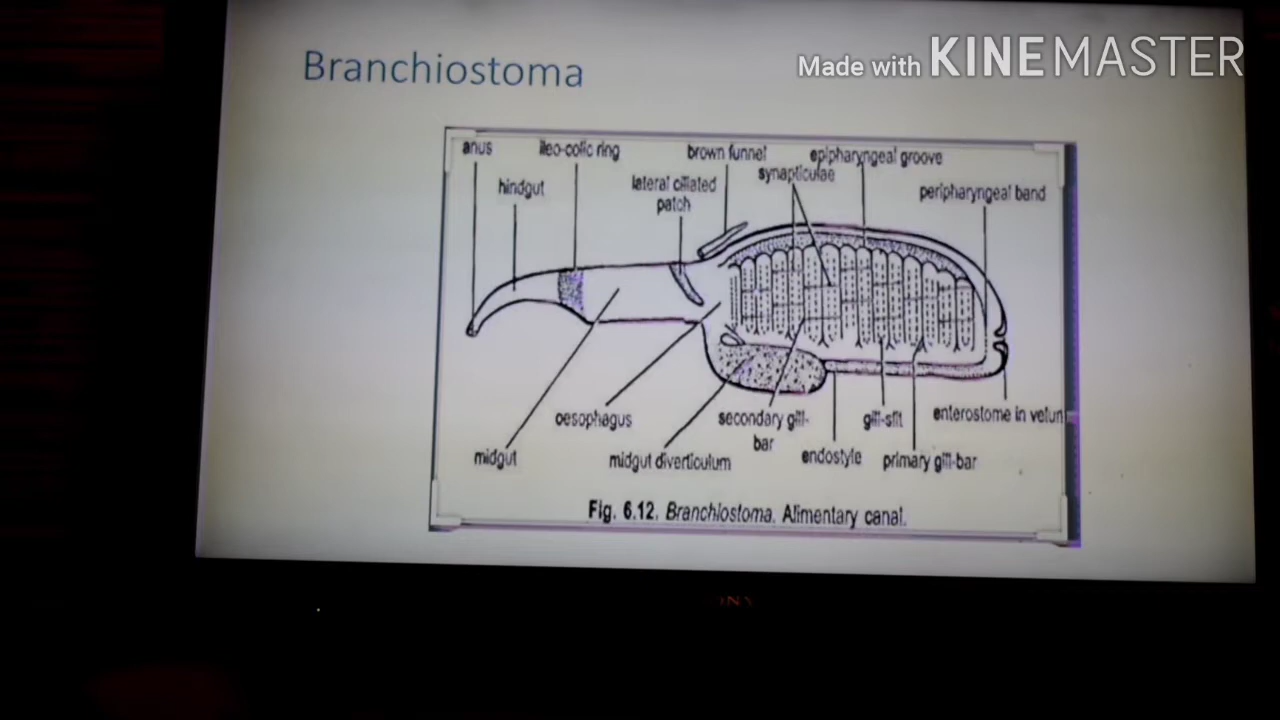 Branchiostoma
Made with KINEMASTER
anus
ileo-colic ring
brown funnel
epipharyngeal groove
hindgut
lateral ciliated
patch
synapticulae
peripharyngeal band
oesophagus
secondary gill-
bar
gill-slit
enterostome in velun
midgut
midgut diverticulum
endostyle
primary gill-bar
Fig. 6.12. Branchiostoma. Alimentary canal.